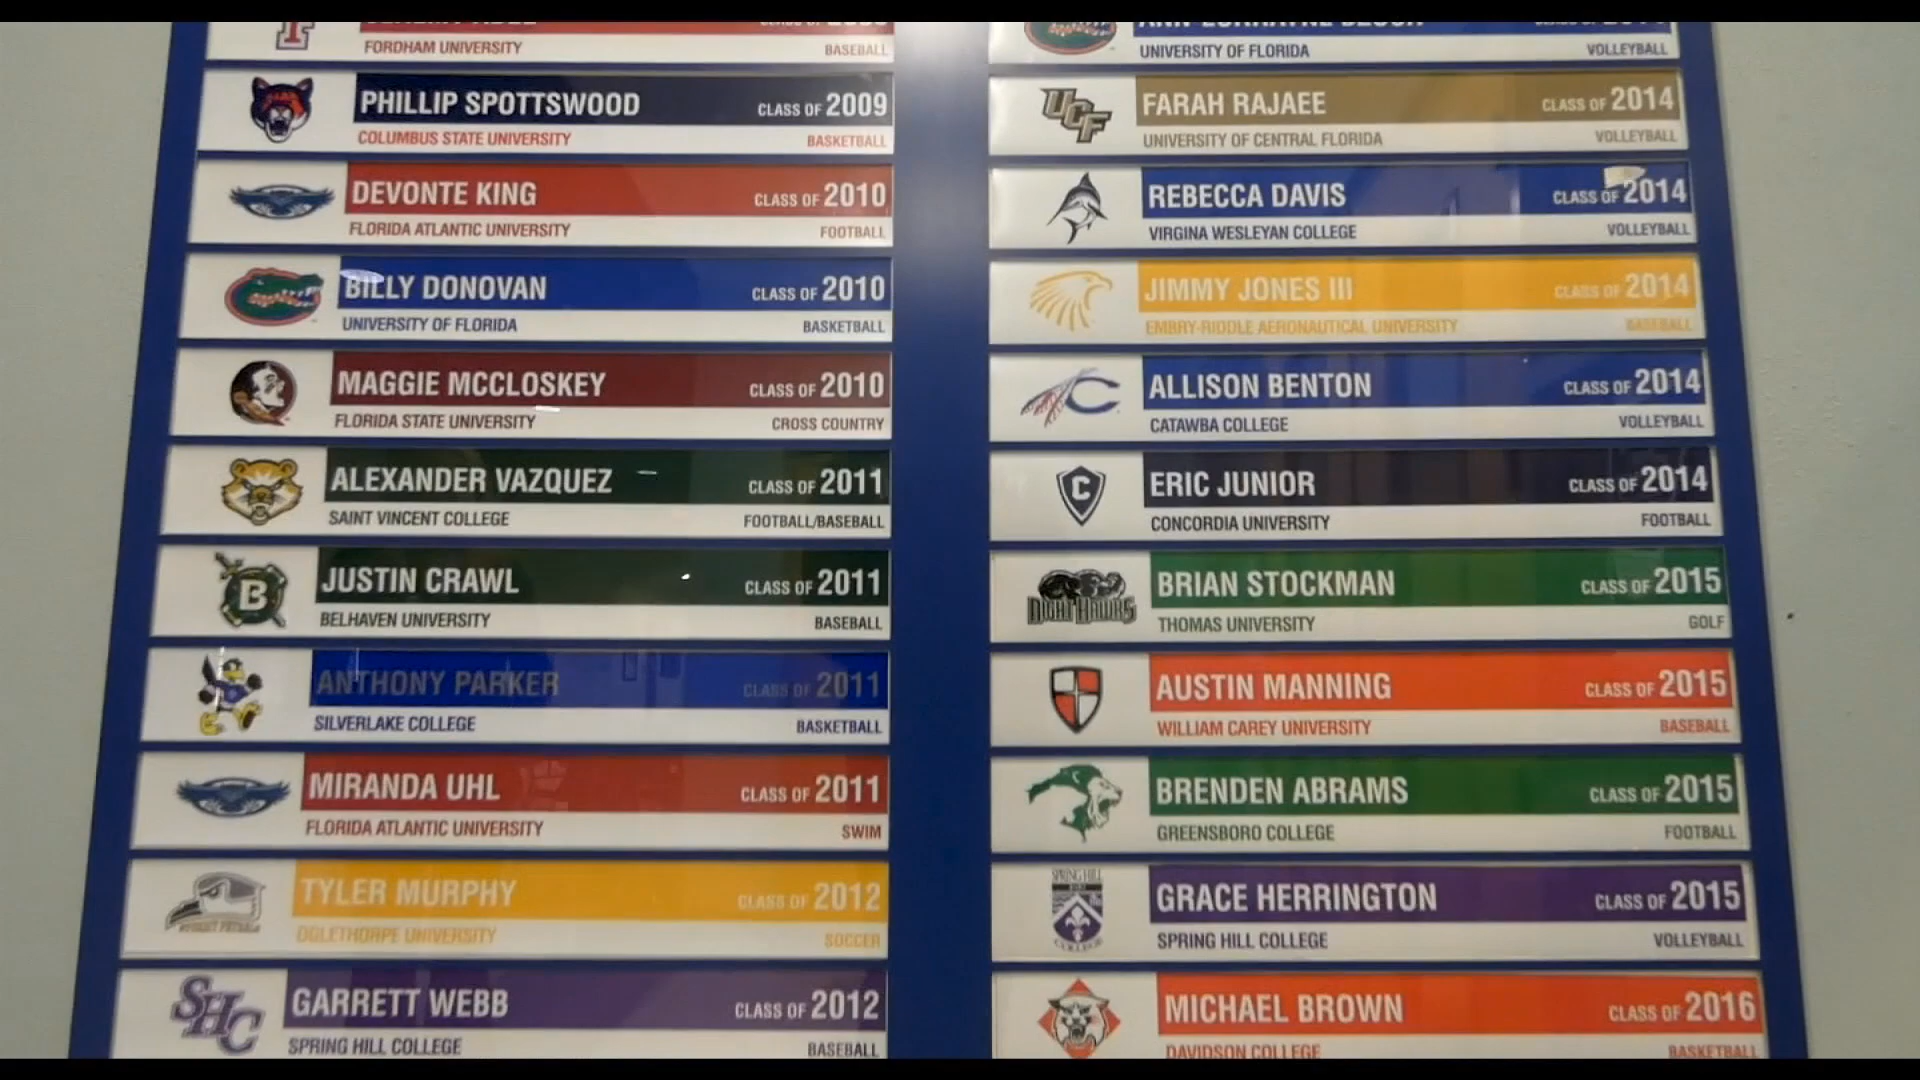 FORDHAM UNIVERSITY BASEBALL
PHILLIP SPOTTSWOOD CLASS OF 2009
COLUMBUS STATE UNIVERSITY BASKETBALL
DEVONTE KING CLASS OF 2010
FLORIDA ATLANTIC UNIVERSITY FOOTBALL
BILLY DONOVAN CLASS OF 2010
UNIVERSITY OF FLORIDA BASKETBALL
MAGGIE MCCLOSKEY CLASS OF 2010
FLORIDA STATE UNIVERSITY CROSS COUNTRY
ALEXANDER VAZQUEZ CLASS OF 2011
SAINT VINCENT COLLEGE FOOTBALL/BASEBALL
B
JUSTIN CRAWL CLASS OF 2011
BELHAVEN UNIVERSITY BASEBALL
ANTHONY PARKER CLASS OF 2011
SILVERLAKE COLLEGE BASKETBALL
MIRANDA UHL CLASS OF 2011
FLORIDA ATLANTIC UNIVERSITY SWIM
TYLER MURPHY CLASS OF 2012
OGLETHORPE UNIVERSITY SOCCER
SHC
GARRETT WEBB CLASS OF 2012
SPRING HILL COLLEGE BASEBALL
UNIVERSITY OF FLORIDA VOLLEYBALL
UCF
FARAH RAJAEE CLASS OF 2014
UNIVERSITY OF CENTRAL FLORIDA VOLLEYBALL
REBECCA DAVIS CLASS OF 2014
VIRGINA WESLEYAN COLLEGE VOLLEYBALL
JIMMY JONES III CLASS OF 2014
EMBRY-RIDDLE AERONAUTICAL UNIVERSITY BASEBALL
C
ALLISON BENTON CLASS OF 2014
CATAWBA COLLEGE VOLLEYBALL
C
ERIC JUNIOR CLASS OF 2014
CONCORDIA UNIVERSITY FOOTBALL
NIGHTHAWKS
BRIAN STOCKMAN CLASS OF 2015
THOMAS UNIVERSITY GOLF
AUSTIN MANNING CLASS OF 2015
WILLIAM CAREY UNIVERSITY BASEBALL
BRENDEN ABRAMS CLASS OF 2015
GREENSBORO COLLEGE FOOTBALL
SPRING HILL
COLLEGE
GRACE HERRINGTON CLASS OF 2015
SPRING HILL COLLEGE VOLLEYBALL
MICHAEL BROWN CLASS OF 2016
DAVIDSON COLLEGE BASKETBALL